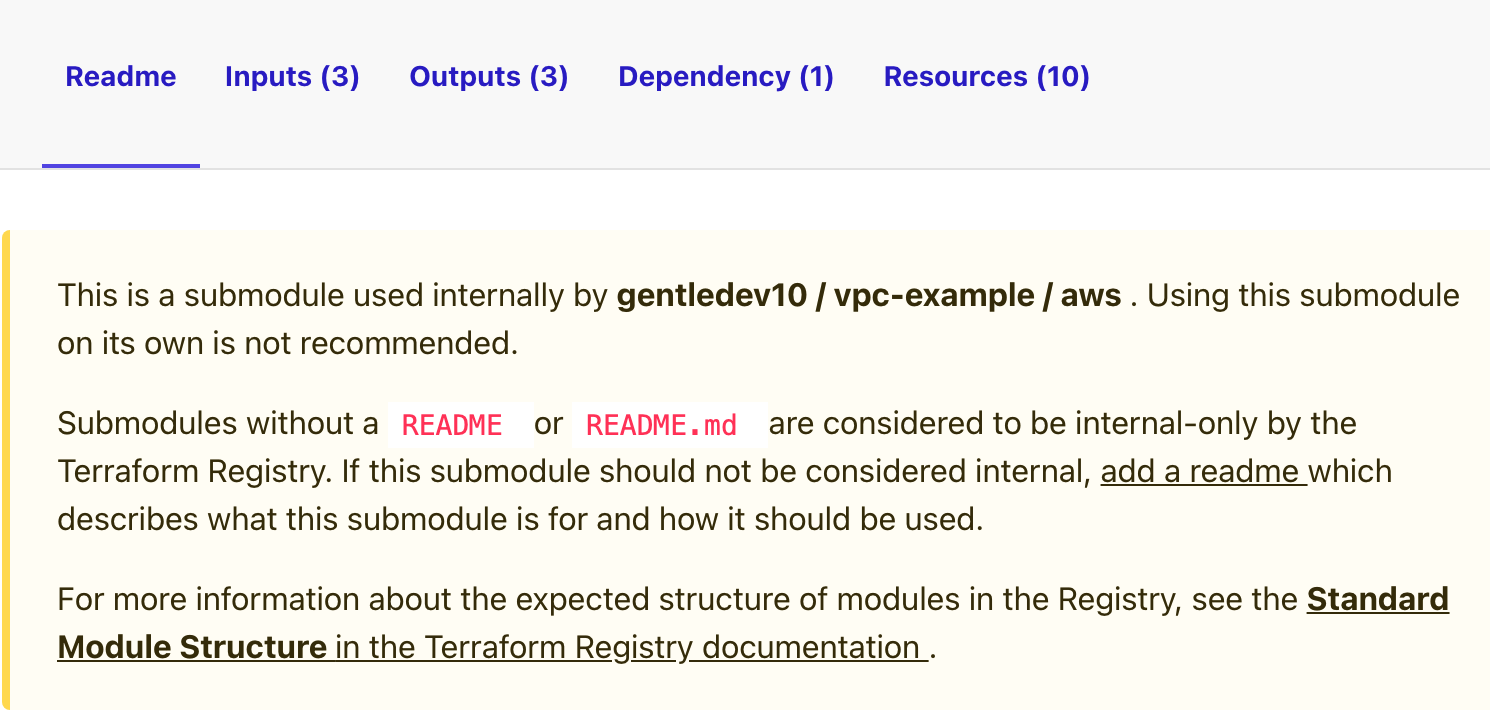 Readme Inputs (3) Outputs (3) Dependency (1) Resources (10)
This is a submodule used internally by gentledev10 / vpc-example / aws . Using this submodule
on its own is not recommended.
Submodules without a README or README.md are considered to be internal-only by the
Terraform Registry. If this submodule should not be considered internal, add a readme which
describes what this submodule is for and how it should be used.
For more information about the expected structure of modules in the Registry, see the Standard
Module Structure in the Terraform Registry documentation .